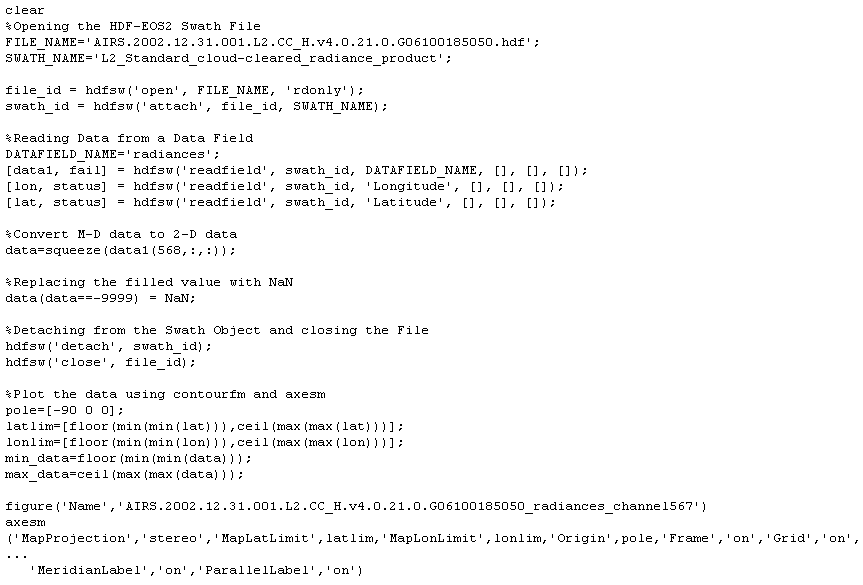 clear
%Opening the HDF-EOS2 Swath File
FILE_NAME='AIRS.2002.12.31.001.L2.CC_H.v4.0.21.0.G06100185050.hdf';
SWATH_NAME='L2_Standard_cloud-cleared_radiance_product';

file_id = hdfsw('open', FILE_NAME, 'rdonly');
swath_id = hdfsw('attach', file_id, SWATH_NAME);

%Reading Data from a Data Field
DATAFIELD_NAME='radiances';
[data1, fail] = hdfsw('readfield', swath_id, DATAFIELD_NAME, [], [], []);
[lon, status] = hdfsw('readfield', swath_id, 'Longitude', [], [], []);
[lat, status] = hdfsw('readfield', swath_id, 'Latitude', [], [], []);

%Convert M-D data to 2-D data
data=squeeze(data1(568,:,:));

%Replacing the filled value with NaN
data(data==-9999) = NaN;

%Detaching from the Swath Object and closing the File
hdfsw('detach', swath_id);
hdfsw('close', file_id);

%Plot the data using contourfm and axesm
pole=[-90 0 0];
latlim=[floor(min(min(lat))),ceil(max(max(lat)))];
lonlim=[floor(min(min(lon))),ceil(max(max(lon)))];
min_data=floor(min(min(data)));
max_data=ceil(max(max(data)));

figure('Name','AIRS.2002.12.31.001.L2.CC_H.v4.0.21.0.G06100185050_radiances_channel567')
axesm
('MapProjection','stereo','MapLatLimit',latlim,'MapLonLimit',lonlim,'Origin',pole,'Frame','on','Grid','on',
...
   'MeridianLabel','on','ParallelLabel','on')